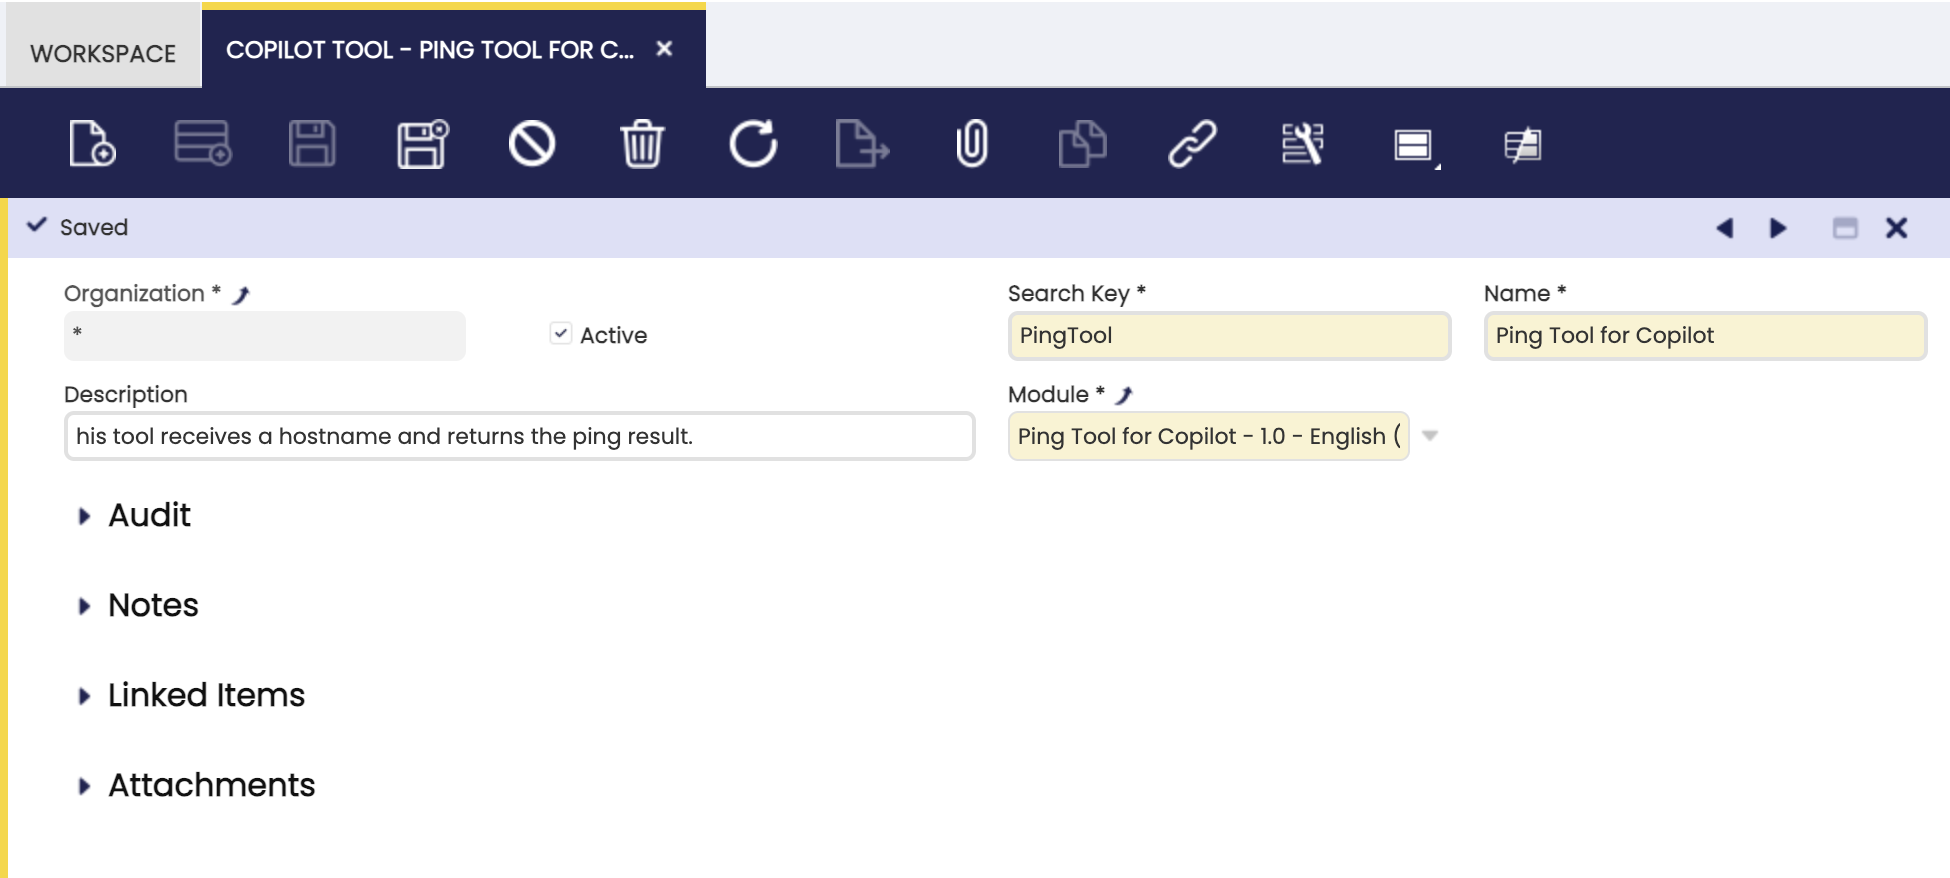 WORKSPACE
COPILOT TOOL - PING TOOL FOR C...
Saved
Organization *
Search Key *
Name *
*
Active
PingTool
Ping Tool for Copilot
Description
Module *
his tool receives a hostname and returns the ping result.
Ping Tool for Copilot - 1.0 - English (
Audit
Notes
Linked Items
Attachments